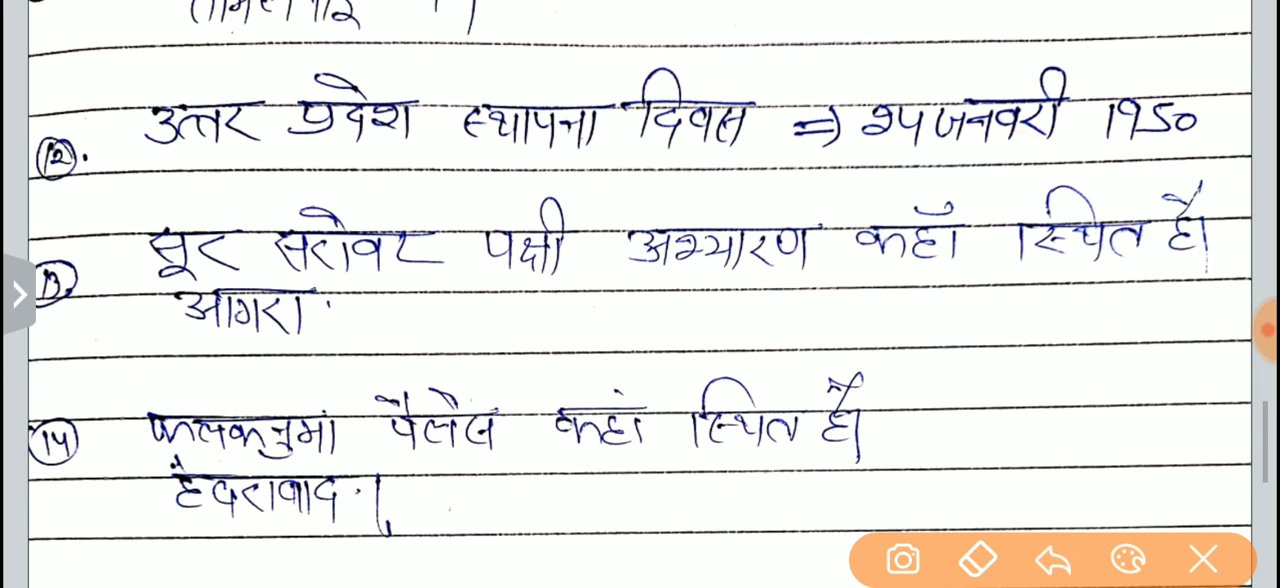 12. उत्तर प्रदेश स्थापना दिवस ⇒ 24 जनवरी 1950
13. सूर सरोवर पक्षी अभ्यारण कहाँ स्थित है।
आगरा.
14 फलकनुमां पैलेस कहां स्थित है।
हैदराबाद.